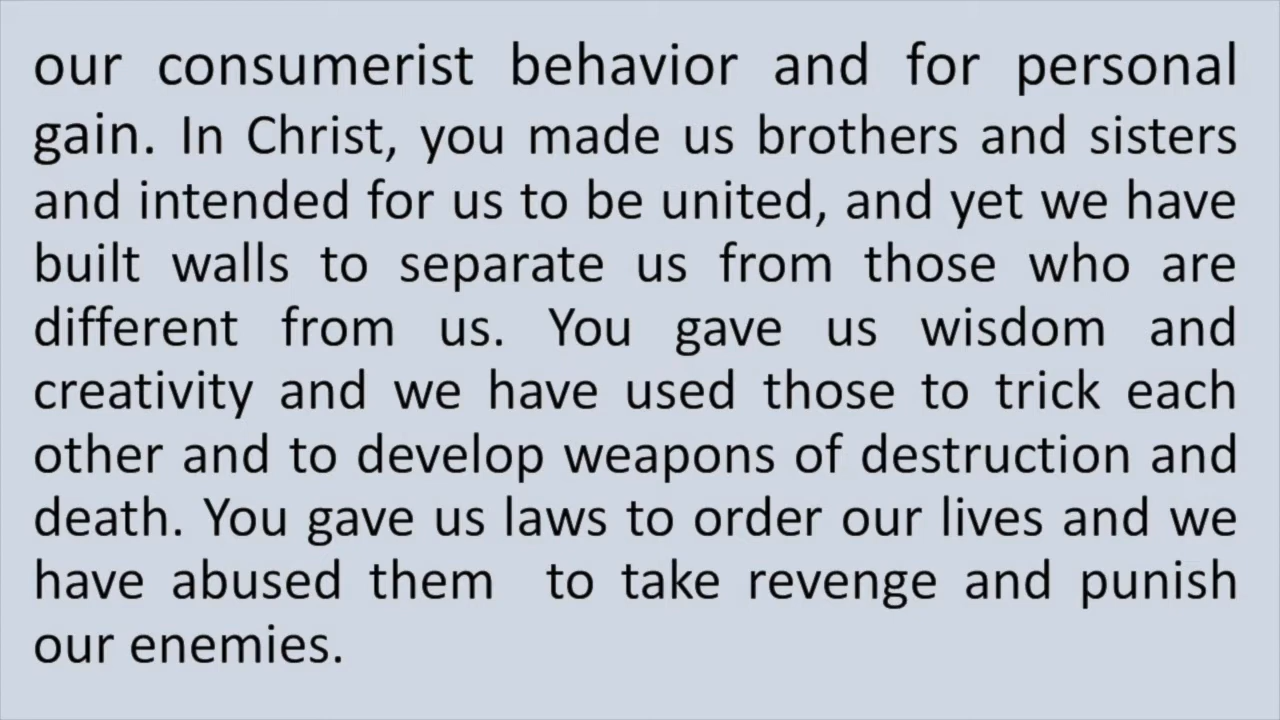 our consumerist behavior and for personal
gain. In Christ, you made us brothers and sisters
and intended for us to be united, and yet we have
built walls to separate us from those who are
different from us. You gave us wisdom and
creativity and we have used those to trick each
other and to develop weapons of destruction and
death. You gave us laws to order our lives and we
have abused them  to take revenge and punish
our enemies.